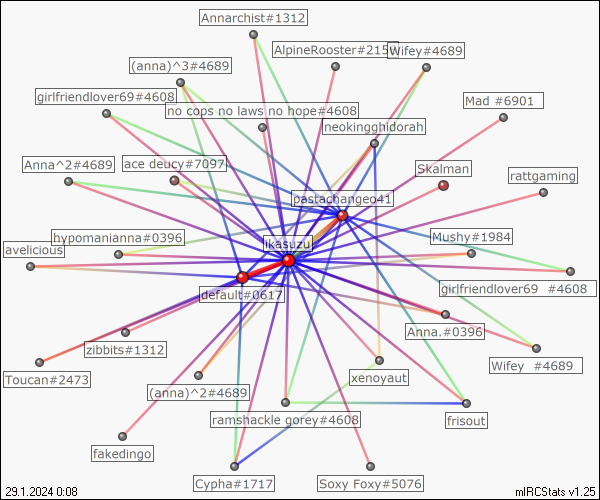 Annarchist#1312
AlpineRooster#215
Wifey#4689
(anna)^3#4689
girlfriendlover69#4608
no cops no laws no hope#4608
Mad #6901
neokingghidorah
Anna^2#4689
ace deucy#7097
Skalman
rattgaming
pastachangeo41
hypomanianna#0396
ikasuzu
Mushy#1984
avelicious
girlfriendlover69  #4608
default#0617
Anna.#0396
zibbits#1312
Wifey  #4689
Toucan#2473
(anna)^2#4689
xenoyaut
ramshackle gorey#4608
frisout
fakedingo
Cypha#1717
Soxy Foxy#5076
29.1.2024 0:08
mIRCStats v1.25